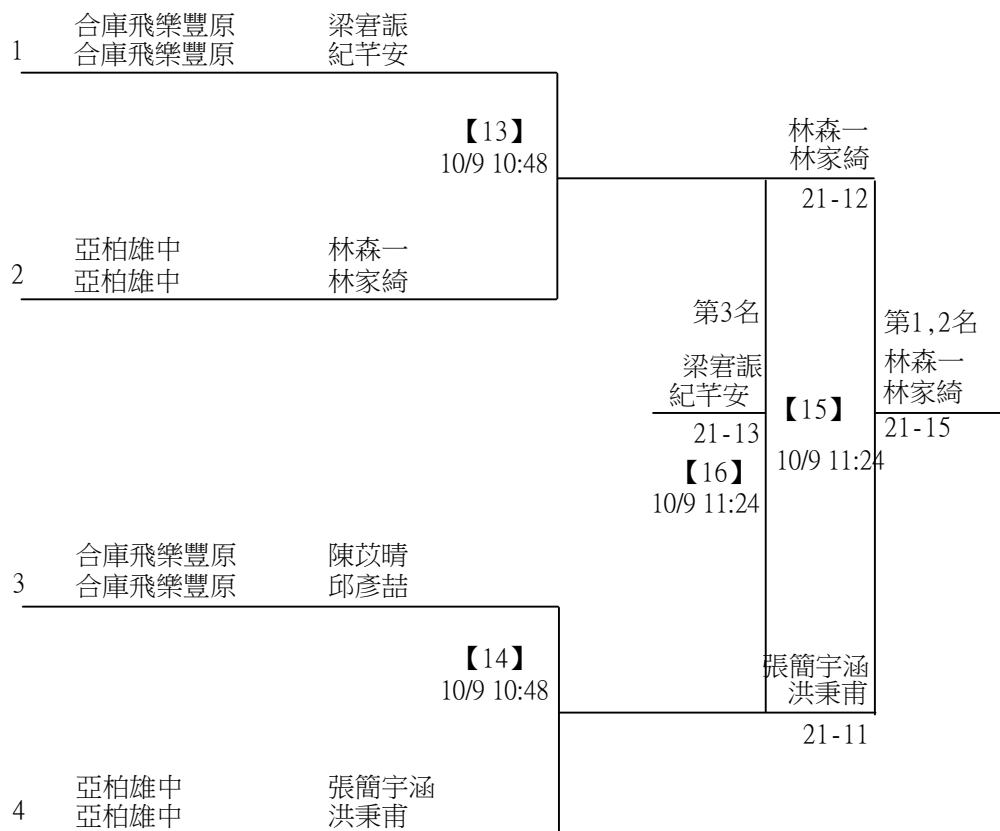 合庫飛樂豐原 梁宭誫
1 合庫飛樂豐原 紀芊安
【13】
10/9 10:48
林森一
林家綺
21-12
亞柏雄中 林森一
2 亞柏雄中 林家綺
第3名
第1,2名
梁宭誫
紀芊安
林森一
林家綺
【15】
21-13
21-15
【16】
10/9 11:24
10/9 11:24
合庫飛樂豐原 陳苡晴
3 合庫飛樂豐原 邱彥喆
【14】
10/9 10:48
張簡宇涵
洪秉甫
21-11
亞柏雄中 張簡宇涵
4 亞柏雄中 洪秉甫